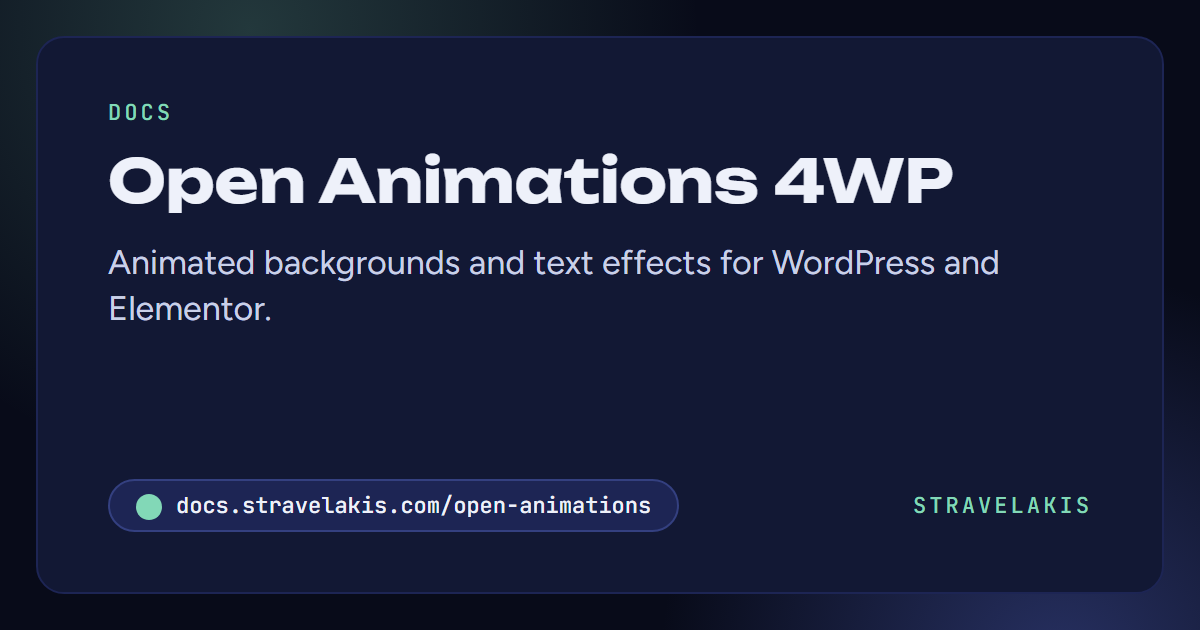 DOCS
Open Animations 4WP
Animated backgrounds and text effects for WordPress and
Elementor.
docs.stravelakis.com/open-animations
STRAVELAKIS